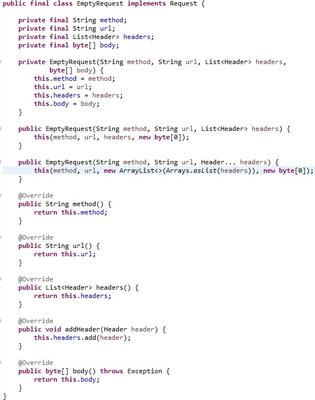 public final class EmptyRequest implements Request {
private final String method;
private final String url;
private final List<Header> headers;
private final byte[] body;
private EmptyRequest(String method, String url, List<Header> headers,
byte[] body) {
this.method = method;
this.url = url;
this.headers = headers;
this.body = body;
}
public EmptyRequest(String method, String url, List<Header> headers) {
this(method, url, headers, new byte[0]);
}
public EmptyRequest(String method, String url, Header... headers) {
this(method, url, new ArrayList<>(Arrays.asList(headers)), new byte[0]);
}
@Override
public String method() {
return this.method;
}
@Override
public String url() {
return this.url;
}
@Override
public List<Header> headers() {
return this.headers;
}
@Override
public void addHeader(Header header) {
this.headers.add(header);
}
@Override
public byte[] body() throws Exception {
return this.body;
}